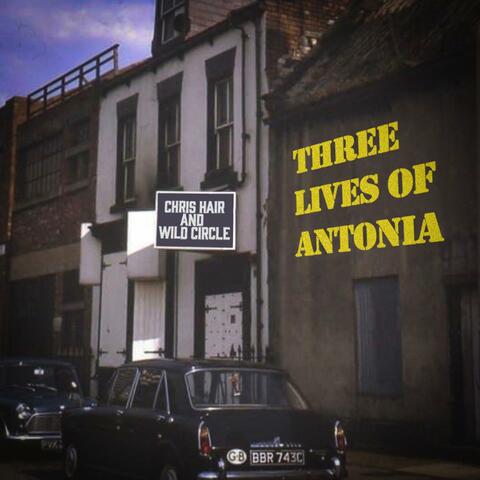 THREE
LIVES OF
ANTONIA
CHRIS HAIR
AND
WILD CIRCLE
GB
BBR 743C